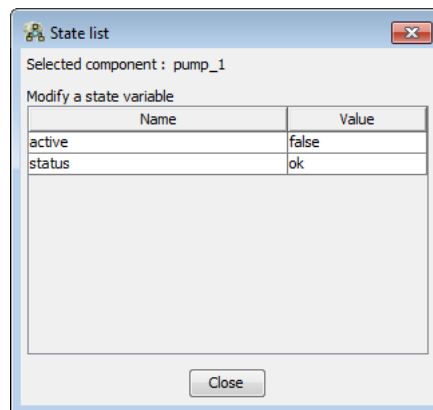 State list
Selected component : pump_1
Modify a state variable
Name Value
active false
status ok
Close